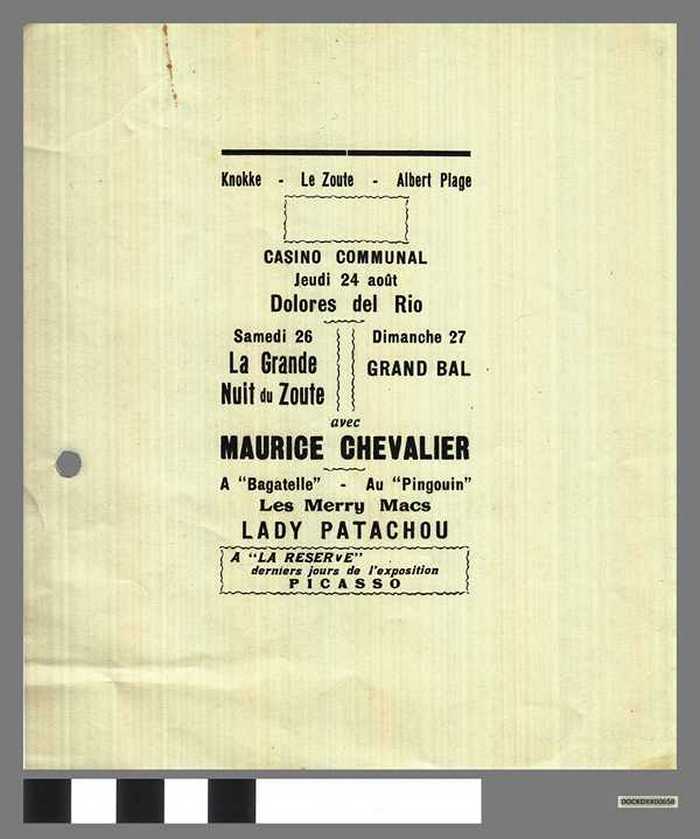 Knokke - Le Zoute - Albert Plage
CASINO COMMUNAL
Jeudi 24 août
Dolores del Rio
Samedi 26
La Grande
Nuit du Zoute
Dimanche 27
GRAND BAL
avec
MAURICE CHEVALIER
A "Bagatelle" - Au "Pingouin"
Les Merry Macs
LADY PATACHOU
A "LA RESERVE"
derniers jours de l'exposition
PICASSO
DOCKDXX00658